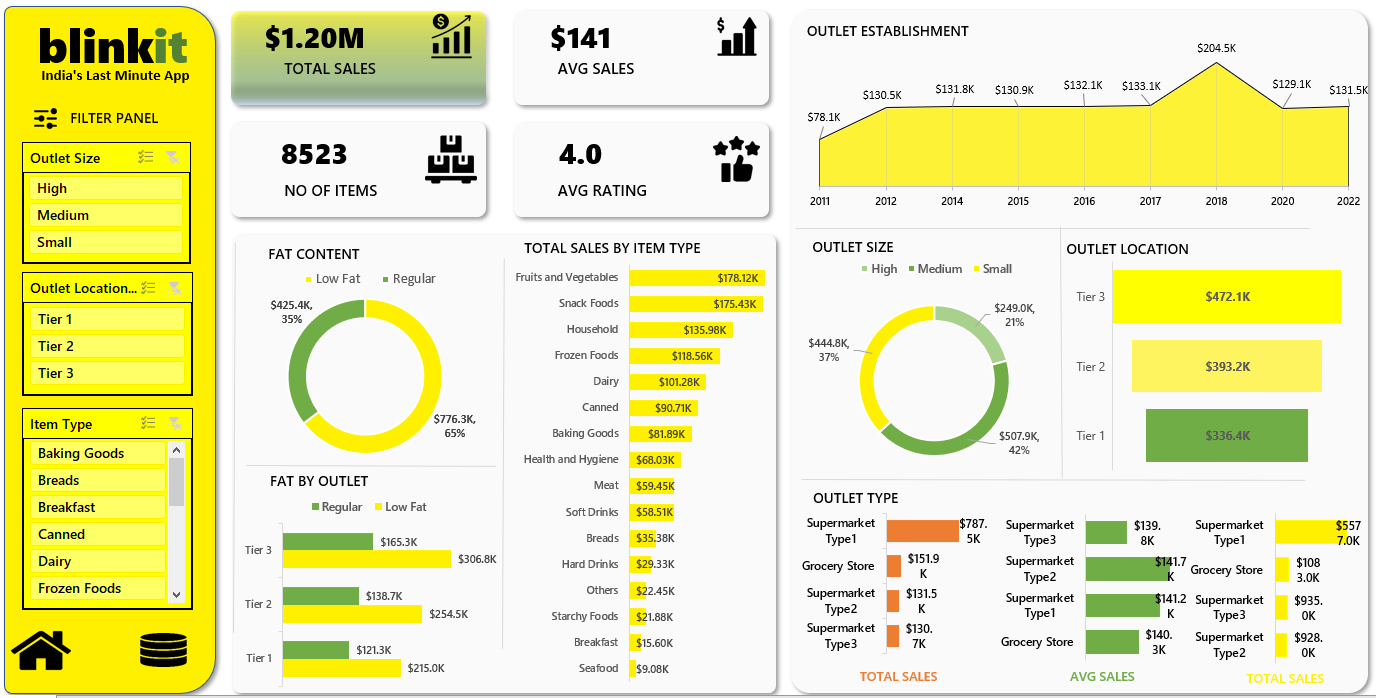 blinkit
India's Last Minute App
FILTER PANEL
Outlet Size
High
Medium
Small
Outlet Location...
Tier 1
Tier 2
Tier 3
Item Type
Baking Goods
Breads
Breakfast
Canned
Dairy
Frozen Foods
$1.20M
TOTAL SALES
$141
AVG SALES
8523
NO OF ITEMS
4.0
AVG RATING
FAT CONTENT
Low Fat Regular
$425.4K,
35%
$776.3K,
65%
FAT BY OUTLET
Regular Low Fat
Tier 3 $165.3K
$306.8K
Tier 2 $138.7K
$254.5K
Tier 1 $121.3K
$215.0K
TOTAL SALES BY ITEM TYPE
Fruits and Vegetables $178.12K
Snack Foods $175.43K
Household $135.98K
Frozen Foods $118.56K
Dairy $101.28K
Canned $90.71K
Baking Goods $81.89K
Health and Hygiene $68.03K
Meat $59.45K
Soft Drinks $58.51K
Breads $35.38K
Hard Drinks $29.33K
Others $22.45K
Starchy Foods $21.88K
Breakfast $15.60K
Seafood $9.08K
OUTLET ESTABLISHMENT
$78.1K $130.5K $131.8K $130.9K $132.1K $133.1K $204.5K $129.1K $131.5K
2011 2012 2014 2015 2016 2017 2018 2020 2022
OUTLET SIZE
High Medium Small
$249.0K,
21%
$444.8K,
37%
$507.9K,
42%
OUTLET LOCATION
Tier 3 $472.1K
Tier 2 $393.2K
Tier 1 $336.4K
OUTLET TYPE
Supermarket
Type1
$787.
5K
Grocery Store
$151.9
K
Supermarket
Type2
$131.5
K
Supermarket
Type3
$130.
7K
TOTAL SALES
Supermarket
Type3
$139.
8K
Supermarket
Type2
$141.7
K
Supermarket
Type1
$141.2
K
Grocery Store
$140.
3K
AVG SALES
Supermarket
Type1
$557
7.0K
Grocery Store
$108
3.0K
Supermarket
Type3
$935.
0K
Supermarket
Type2
$928.
0K
TOTAL SALES